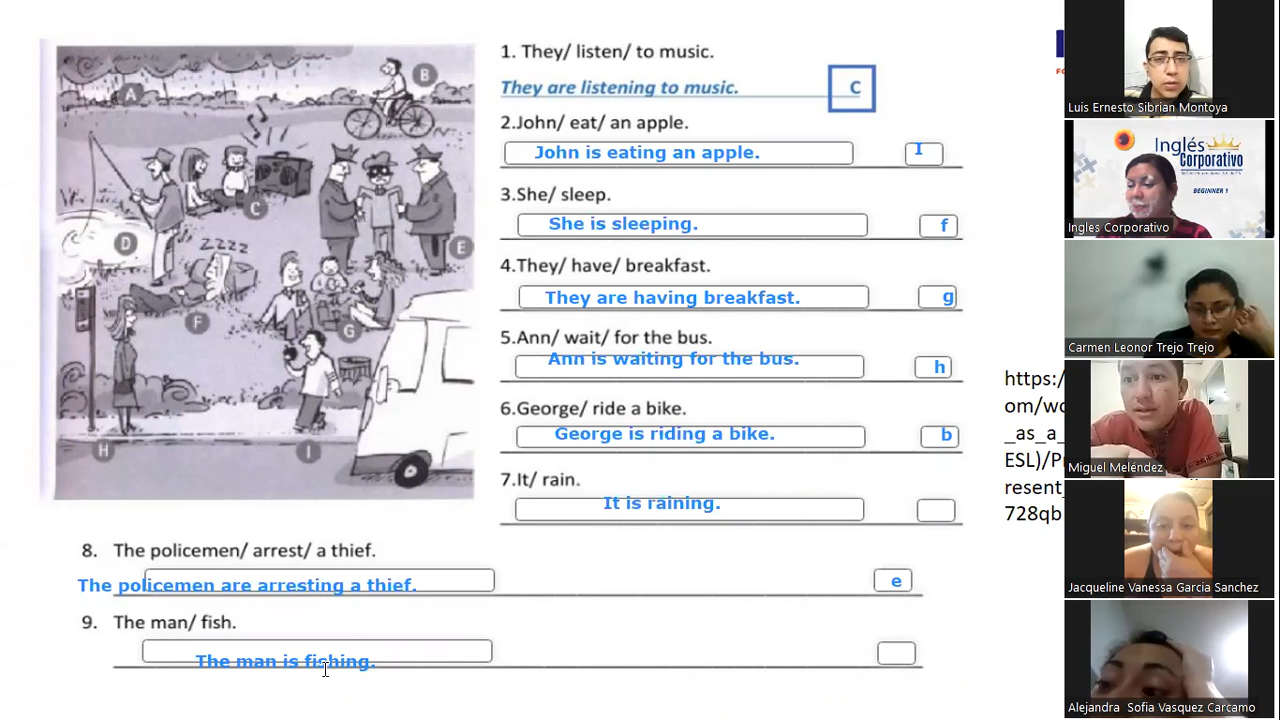 1. They/ listen/ to music.
They are listening to music. C
2.John/ eat/ an apple.
John is eating an apple. I
3.She/ sleep.
She is sleeping. f
4.They/ have/ breakfast.
They are having breakfast. g
5.Ann/ wait/ for the bus.
Ann is waiting for the bus. h
6.George/ ride a bike.
George is riding a bike. b
7.It/ rain.
It is raining.
8. The policemen/ arrest/ a thief.
The policemen are arresting a thief. e
9. The man/ fish.
The man is fishing.
A
B
C
D
E
zzzz
F
G
H
I
https:/
om/wo
_as_a_
ESL)/Pr
resent_
728qb
Luis Ernesto Sibrian Montoya
Inglés
Corporativo
BEGINNER 1
Ingles Corporativo
Carmen Leonor Trejo Trejo
Miguel Meléndez
Jacqueline Vanessa Garcia Sanchez
Alejandra Sofia Vasquez Carcamo